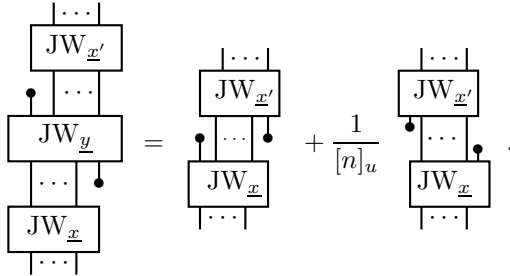 ...
JW_{\underline{x'}}
...
JW_{\underline{y}}
...
JW_{\underline{x}}
...
=
...
JW_{\underline{x'}}
...
JW_{\underline{x}}
...
+ \frac{1}{[n]_u}
...
JW_{\underline{x'}}
...
JW_{\underline{x}}
...
.